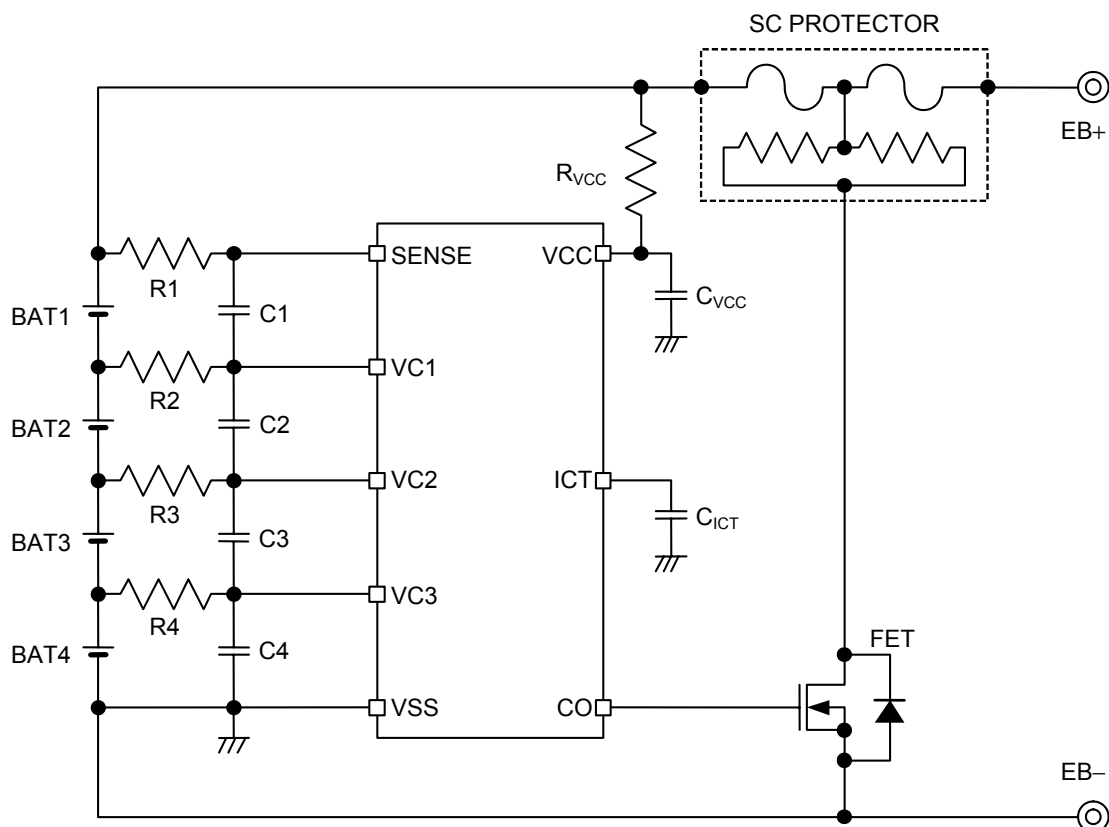 SC PROTECTOR
EB+
RVCC
SENSE
VCC
R1
BAT1
C1
CVCC
VC1
R2
BAT2
C2
VC2
ICT
R3
CICT
BAT3
C3
VC3
R4
BAT4
C4
FET
VSS
CO
EB−